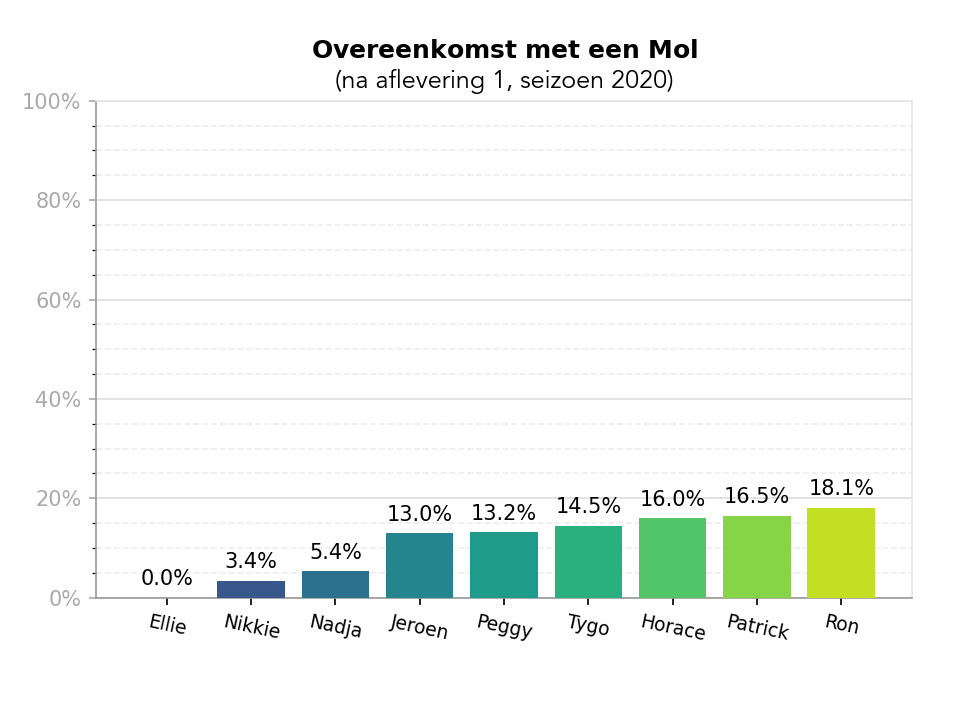 Overeenkomst met een Mol
(na aflevering 1, seizoen 2020)
100%
80%
60%
40%
20%
0%
0.0%
3.4%
5.4%
13.0%
13.2%
14.5%
16.0%
16.5%
18.1%
Ellie
Nikkie
Nadja
Jeroen
Peggy
Tygo
Horace
Patrick
Ron